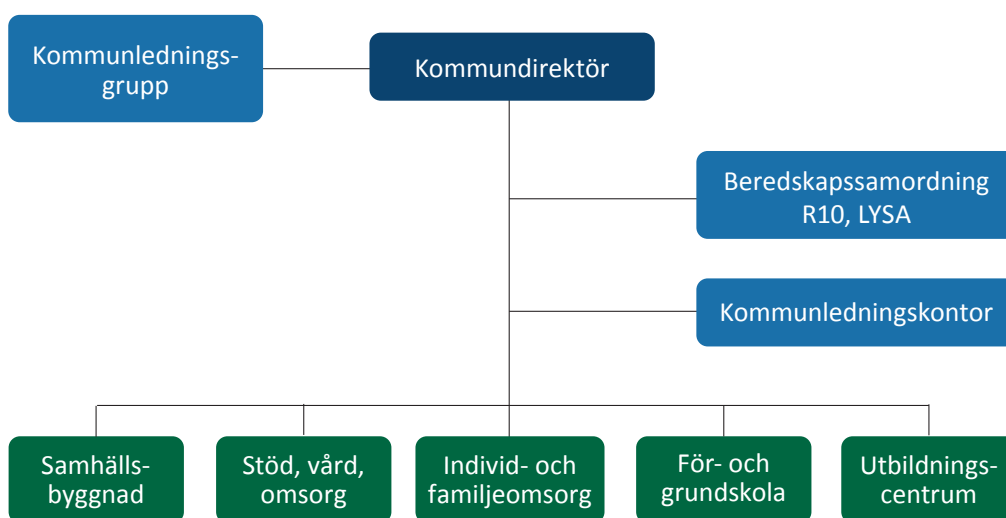 Kommunlednings-
grupp
Kommundirektör
Beredskapssamordning
R10, LYSA
Kommunledningskontor
Samhälls-
byggnad
Stöd, vård,
omsorg
Individ- och
familjeomsorg
För- och
grundskola
Utbildnings-
centrum